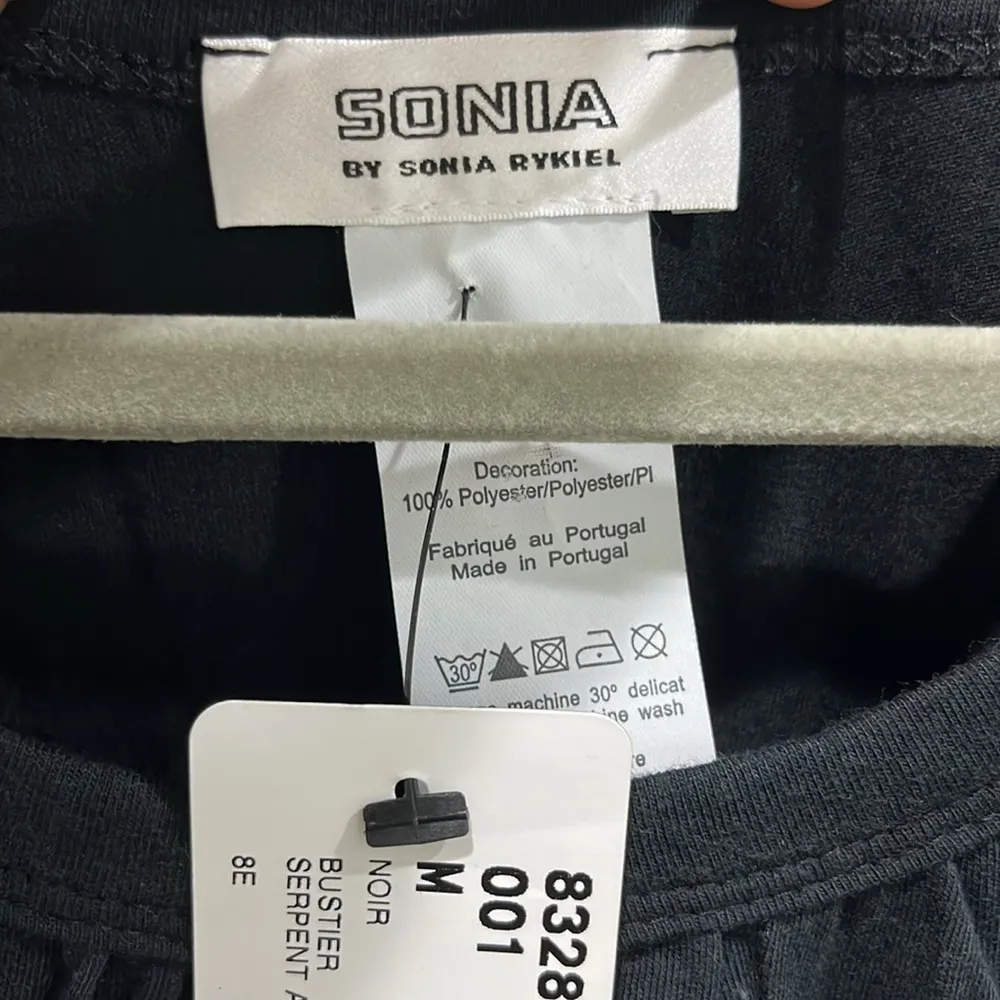 SONIA
BY SONIA RYKIEL
Decoration:
100% Polyester/Polyester/Pl
Fabriqué au Portugal
Made in Portugal
30°
machine 30° delicat
wash
8328
001
M
NOIR
BUSTIER
SERPENT A
8E